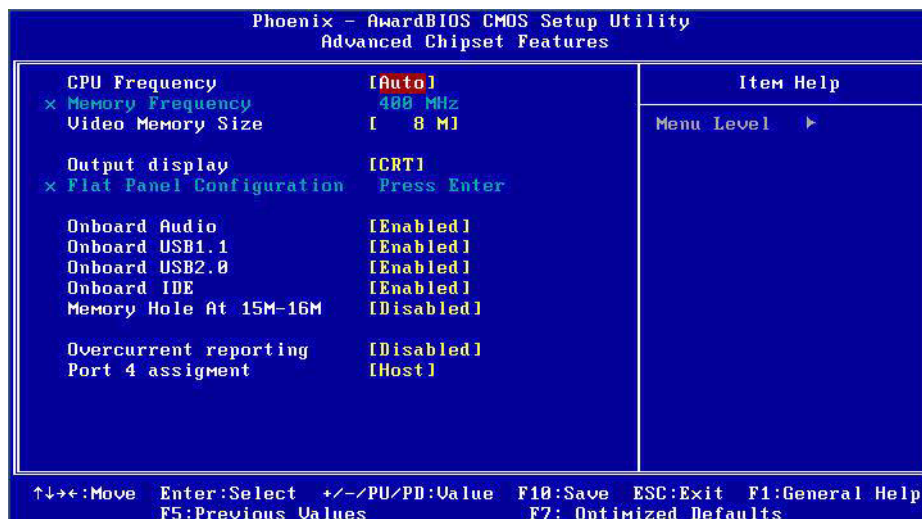 Phoenix - AwardBIOS CMOS Setup Utility
Advanced Chipset Features
CPU Frequency [Auto]
x Memory Frequency 400 MHz
Video Memory Size [ 8 M]
Output display [CRT]
x Flat Panel Configuration Press Enter
Onboard Audio [Enabled]
Onboard USB1.1 [Enabled]
Onboard USB2.0 [Enabled]
Onboard IDE [Enabled]
Memory Hole At 15M-16M [Disabled]
Overcurrent reporting [Disabled]
Port 4 assigment [Host]
Item Help
Menu Level ▶
↑↓→←:Move Enter:Select +/-/PU/PD:Value F10:Save ESC:Exit F1:General Help
F5:Previous Values F7: Optimized Defaults